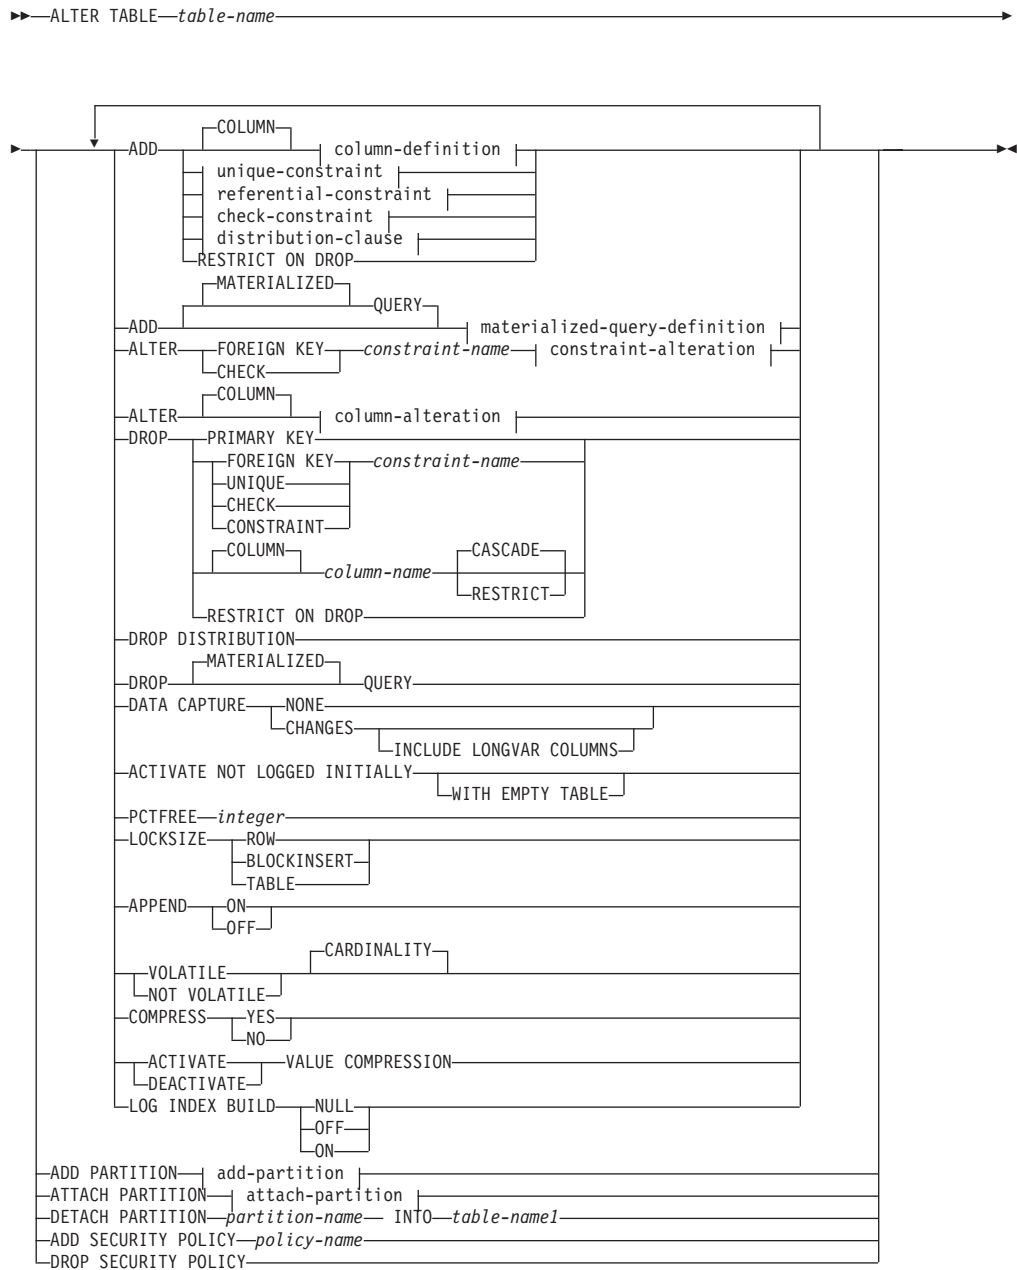 ALTER TABLE table-name
COLUMN
ADD column-definition
unique-constraint
referential-constraint
check-constraint
distribution-clause
RESTRICT ON DROP
MATERIALIZED
QUERY
ADD materialized-query-definition
ALTER FOREIGN KEY constraint-name constraint-alteration
CHECK
COLUMN
ALTER column-alteration
DROP PRIMARY KEY
FOREIGN KEY constraint-name
UNIQUE
CHECK
CONSTRAINT
COLUMN CASCADE
column-name
RESTRICT
RESTRICT ON DROP
DROP DISTRIBUTION
MATERIALIZED
DROP QUERY
DATA CAPTURE NONE
CHANGES
INCLUDE LONGVAR COLUMNS
ACTIVATE NOT LOGGED INITIALLY
WITH EMPTY TABLE
PCTFREE integer
LOCKSIZE ROW
BLOCKINSERT
TABLE
APPEND ON
OFF
CARDINALITY
VOLATILE
NOT VOLATILE
COMPRESS YES
NO
ACTIVATE VALUE COMPRESSION
DEACTIVATE
LOG INDEX BUILD NULL
OFF
ON
ADD PARTITION add-partition
ATTACH PARTITION attach-partition
DETACH PARTITION partition-name INTO table-name1
ADD SECURITY POLICY policy-name
DROP SECURITY POLICY